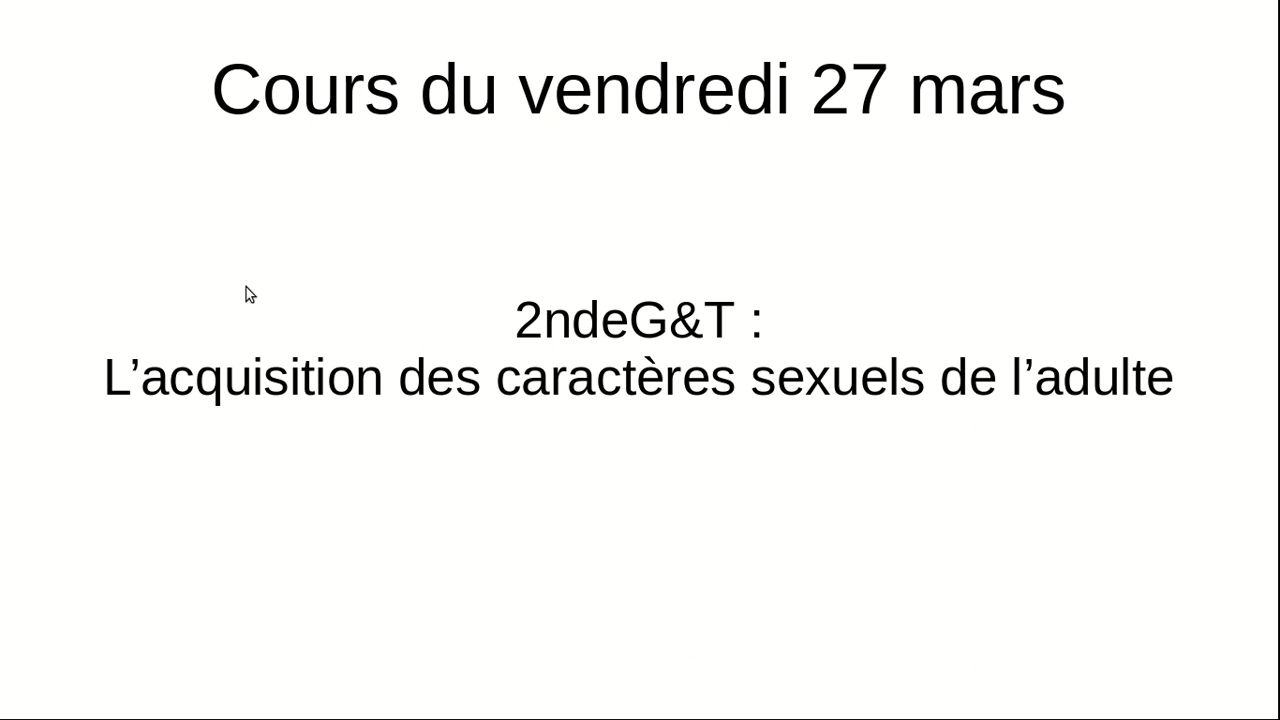 Cours du vendredi 27 mars
2ndeG&T :
L’acquisition des caractères sexuels de l’adulte